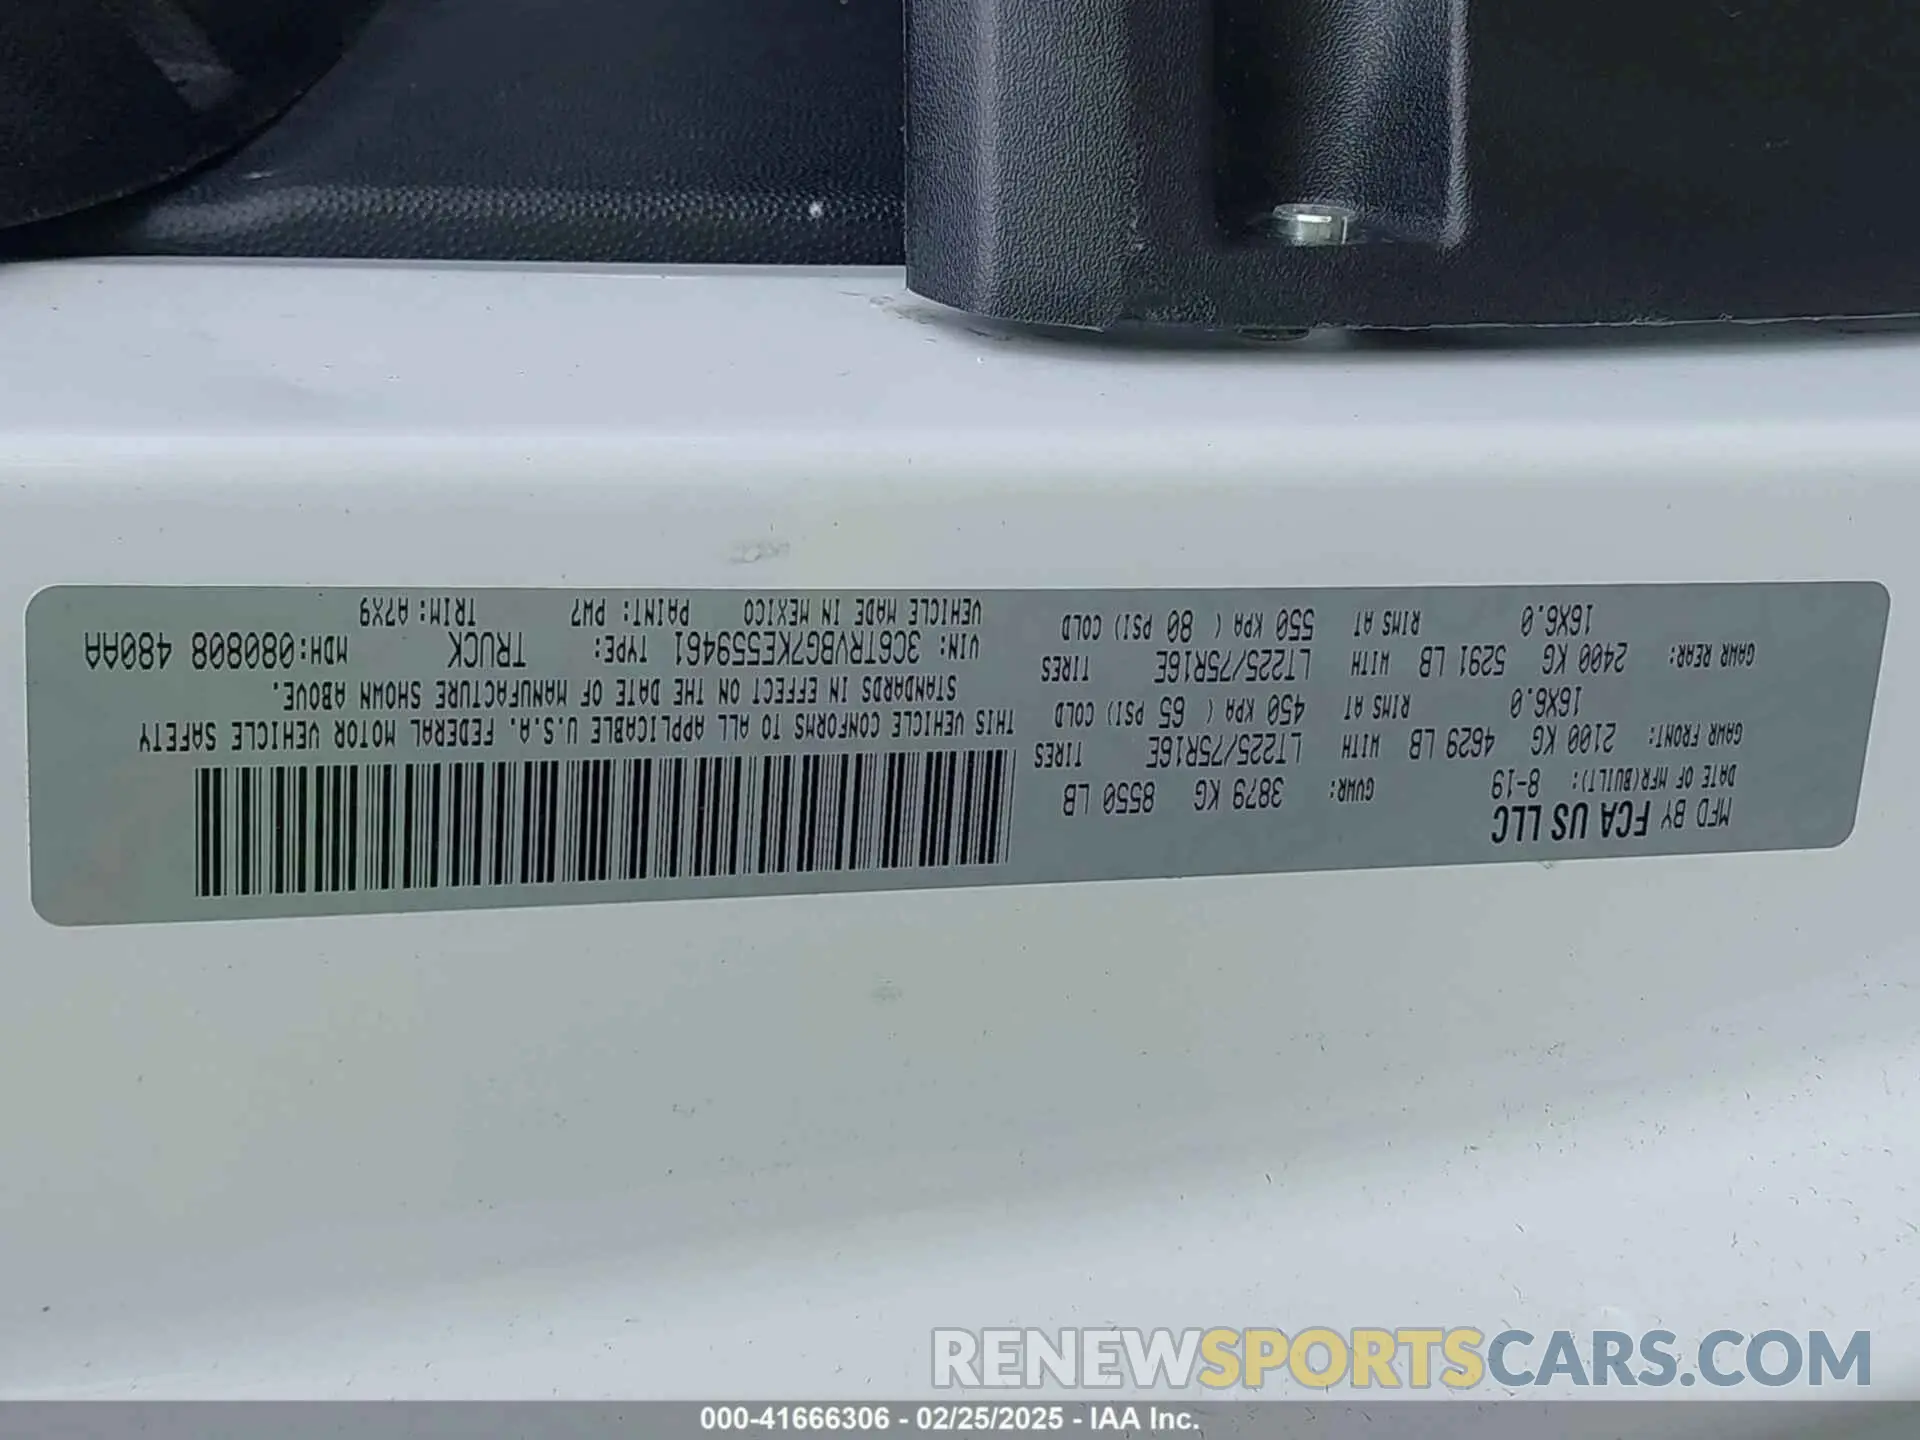 MFD BY FCA US LLC
DATE OF MFR(BUILT): 8-19 GVWR: 3879 KG 8550 LB
GAWR FRONT: 2100 KG 4629 LB WITH TIRES LT225/75R16E
16X6.0 RIMS AT 450 KPA ( 65 PSI) COLD
GAWR REAR: 2400 KG 5291 LB WITH TIRES LT225/75R16E
16X6.0 RIMS AT 550 KPA ( 80 PSI) COLD
THIS VEHICLE CONFORMS TO ALL APPLICABLE U.S.A. FEDERAL MOTOR VEHICLE SAFETY
STANDARDS IN EFFECT ON THE DATE OF MANUFACTURE SHOWN ABOVE.
VIN: 3C6TRVBG7KE559461 TYPE: TRUCK MDH: 080808 480AA
VEHICLE MADE IN MEXICO PAINT: PW7 TRIM: A7X9
RENEWSPORTSCARS.COM
000-41666306 - 02/25/2025 - IAA Inc.